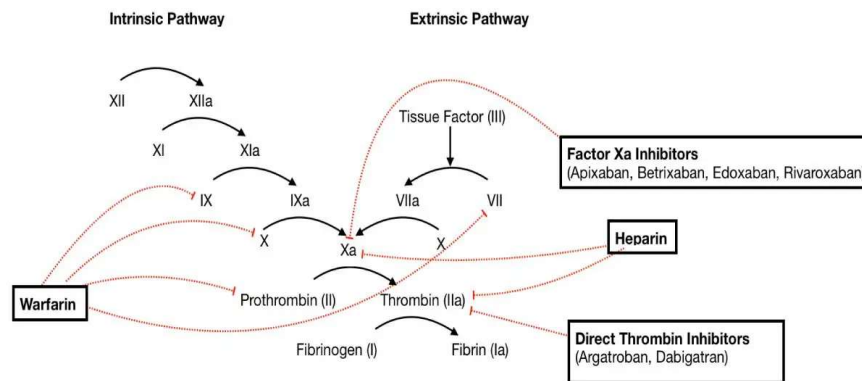 Intrinsic Pathway
Extrinsic Pathway
XII
XIIa
Tissue Factor (III)
XI
XIa
Factor Xa Inhibitors
(Apixaban, Betrixaban, Edoxaban, Rivaroxaban)
IX
IXa
VIIa
VII
X
Xa
X
Heparin
Warfarin
Prothrombin (II)
Thrombin (IIa)
Fibrinogen (I)
Fibrin (Ia)
Direct Thrombin Inhibitors
(Argatroban, Dabigatran)